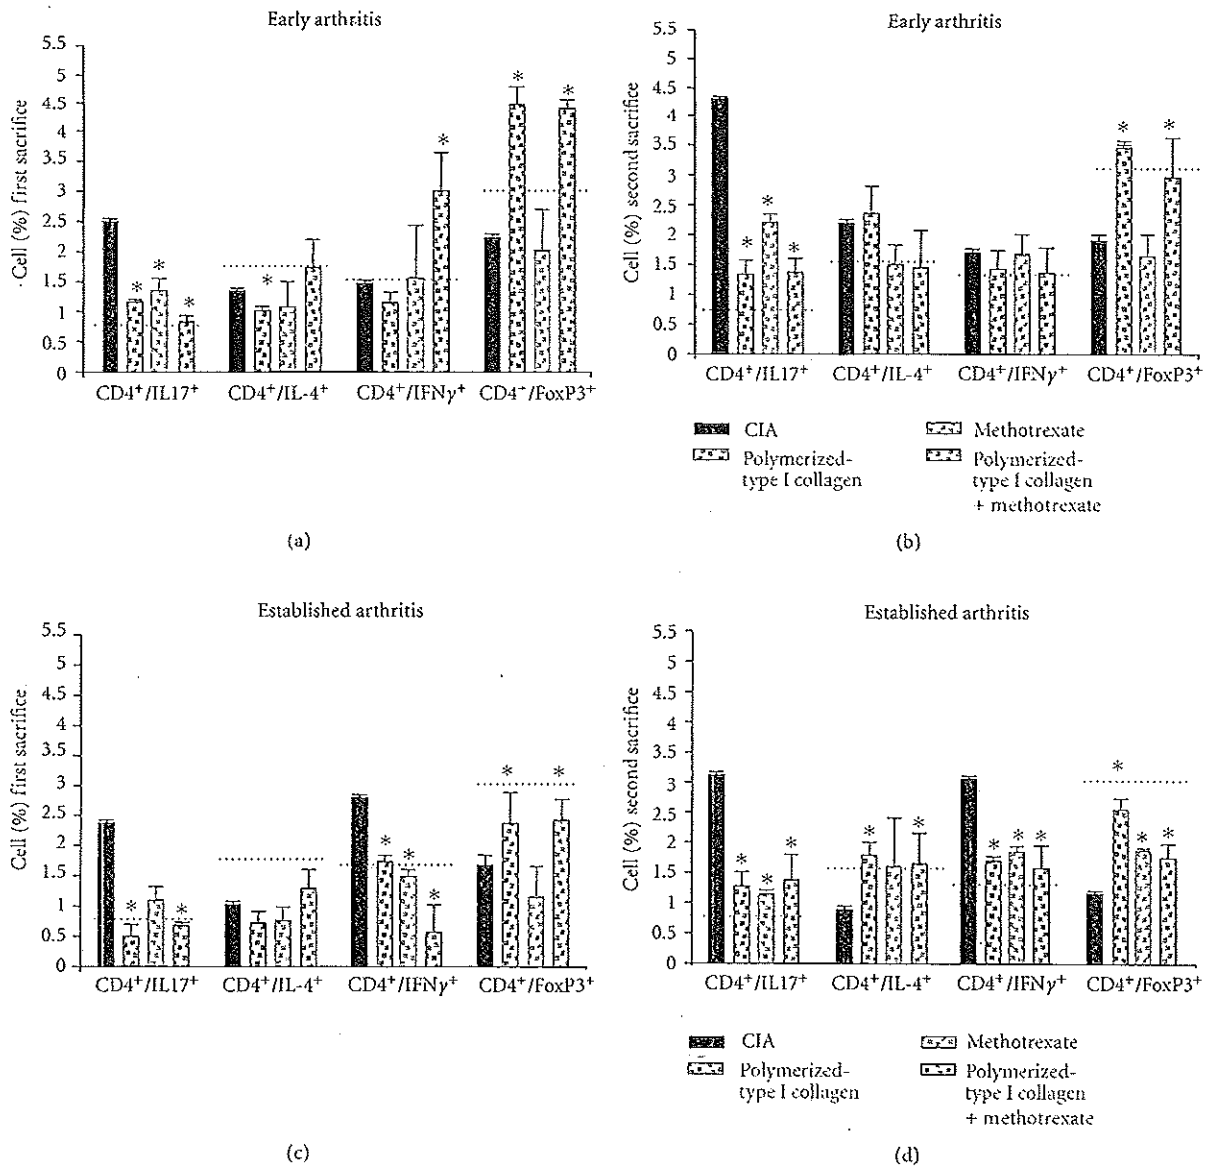 Early arthritis
5.5
5
4.5
4
3.5
3
2.5
2
1.5
1
0.5
0
Cell (%) first sacrifice
* * * * * * *
CD4⁺/IL17⁺ CD4⁺/IL-4⁺ CD4⁺/IFNγ⁺ CD4⁺/FoxP3⁺
(a)
Early arthritis
5.5
5
4.5
4
3.5
3
2.5
2
1.5
1
0.5
0
Cell (%) second sacrifice
* * * * *
CD4⁺/IL17⁺ CD4⁺/IL-4⁺ CD4⁺/IFNγ⁺ CD4⁺/FoxP3⁺
CIA
Polymerized-
type I collagen
Methotrexate
Polymerized-
type I collagen
+ methotrexate
(b)
Established arthritis
5.5
5
4.5
4
3.5
3
2.5
2
1.5
1
0.5
0
Cell (%) first sacrifice
* * * * * * *
CD4⁺/IL17⁺ CD4⁺/IL-4⁺ CD4⁺/IFNγ⁺ CD4⁺/FoxP3⁺
(c)
Established arthritis
5.5
5
4.5
4
3.5
3
2.5
2
1.5
1
0.5
0
Cell (%) second sacrifice
* * * * * * * * * * *
CD4⁺/IL17⁺ CD4⁺/IL-4⁺ CD4⁺/IFNγ⁺ CD4⁺/FoxP3⁺
CIA
Polymerized-
type I collagen
Methotrexate
Polymerized-
type I collagen
+ methotrexate
(d)